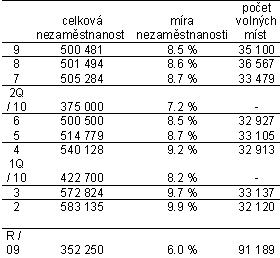 celková nezaměstnanost míra nezaměstnanosti počet volných míst
9 500 481 8.5 % 35 100
8 501 494 8.6 % 36 567
7 505 284 8.7 % 33 479
2Q / 10 375 000 7.2 % -
6 500 500 8.5 % 32 927
5 514 779 8.7 % 33 105
4 540 128 9.2 % 32 913
1Q / 10 422 700 8.2 % -
3 572 824 9.7 % 33 137
2 583 135 9.9 % 32 120
R / 09 352 250 6.0 % 91 189